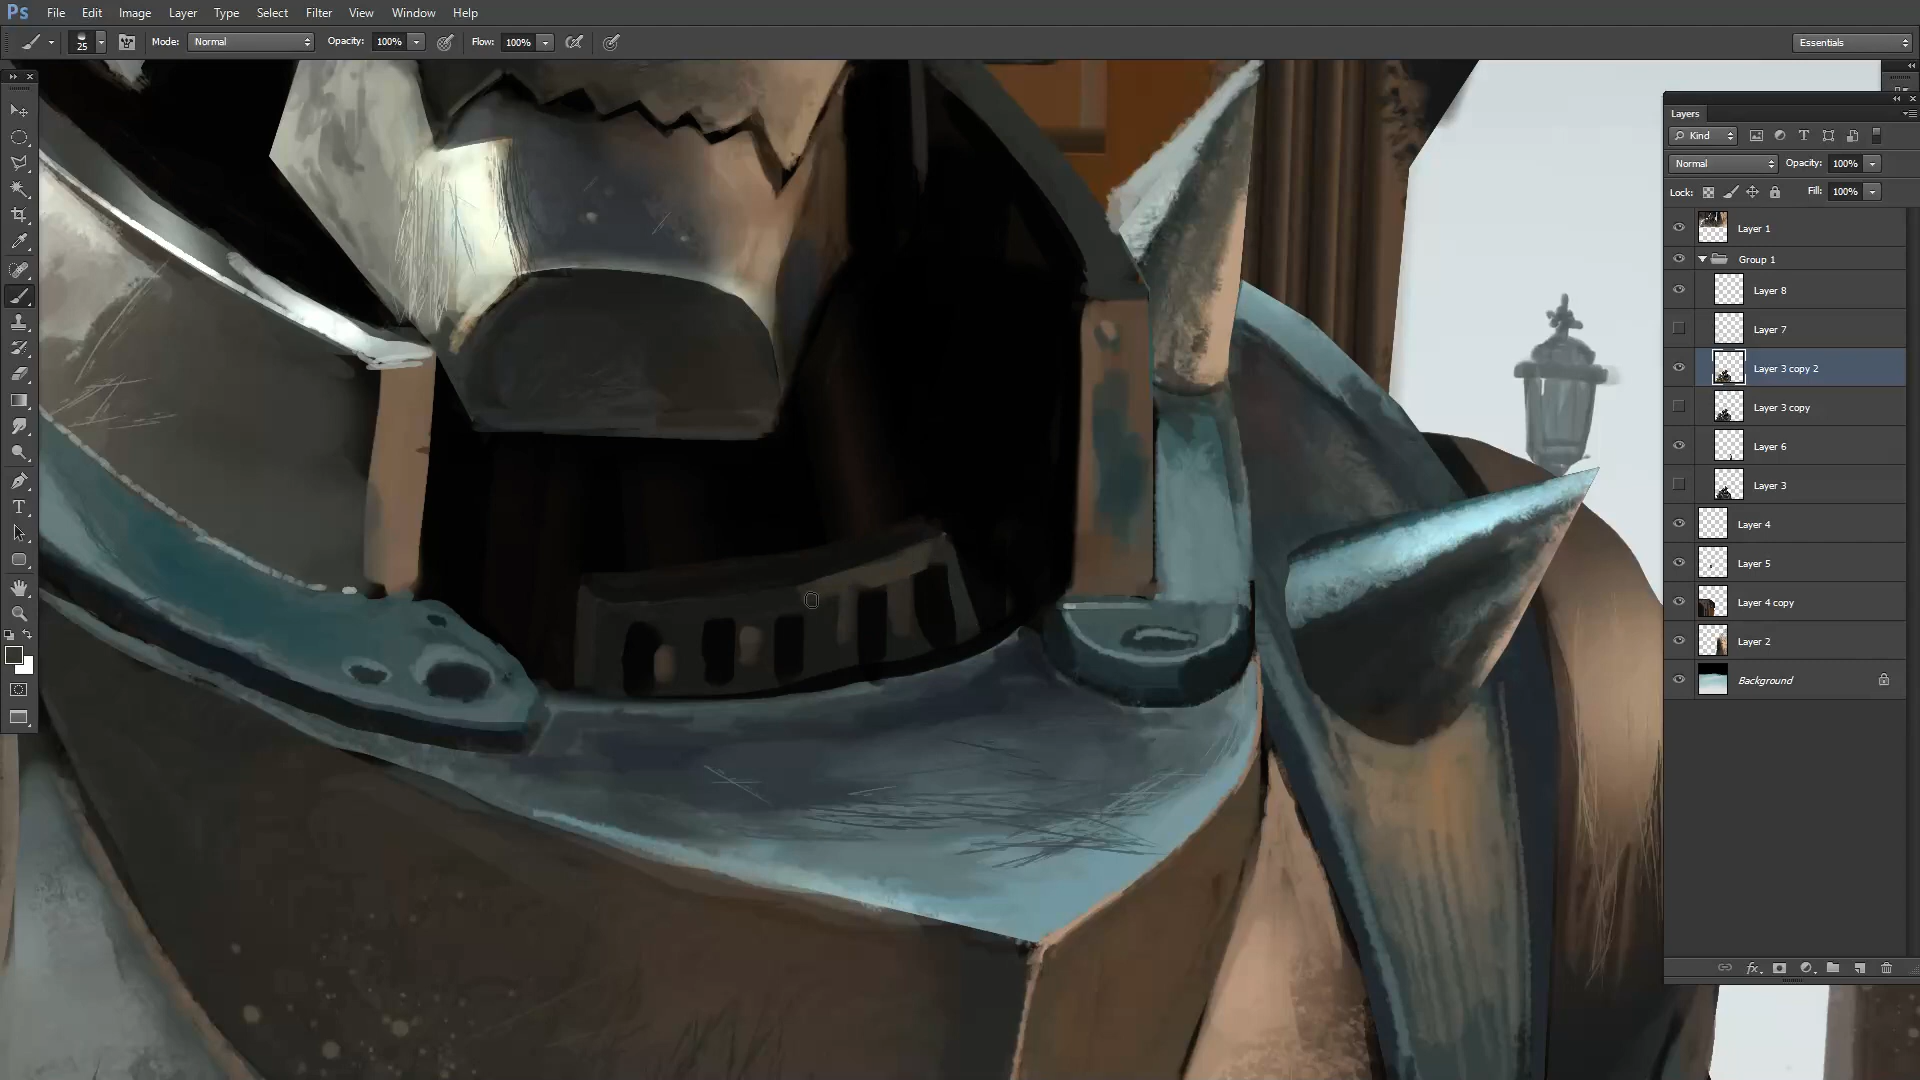 Ps File Edit Image Layer Type Select Filter View Window Help
25 Mode: Normal Opacity: 100% Flow: 100% Essentials
Layers
Kind
Normal Opacity: 100%
Lock: Fill: 100%
Layer 1
Group 1
Layer 8
Layer 7
Layer 3 copy 2
Layer 3 copy
Layer 6
Layer 3
Layer 4
Layer 5
Layer 4 copy
Layer 2
Background